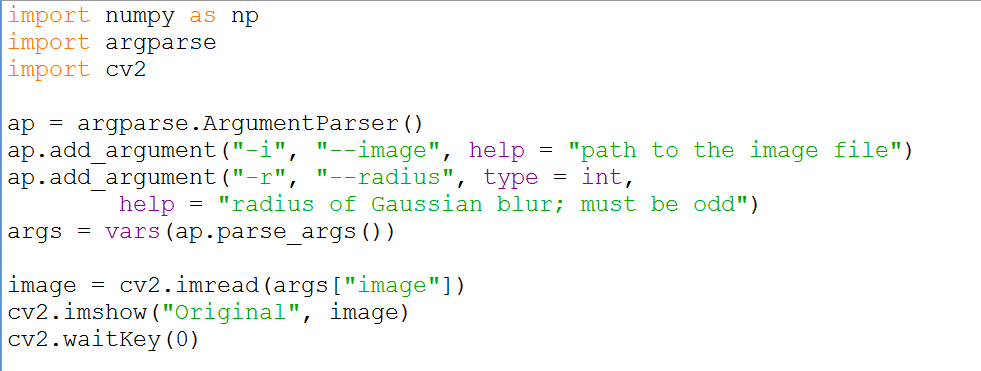 import numpy as np
import argparse
import cv2

ap = argparse.ArgumentParser()
ap.add_argument("-i", "--image", help = "path to the image file")
ap.add_argument("-r", "--radius", type = int,
        help = "radius of Gaussian blur; must be odd")
args = vars(ap.parse_args())

image = cv2.imread(args["image"])
cv2.imshow("Original", image)
cv2.waitKey(0)